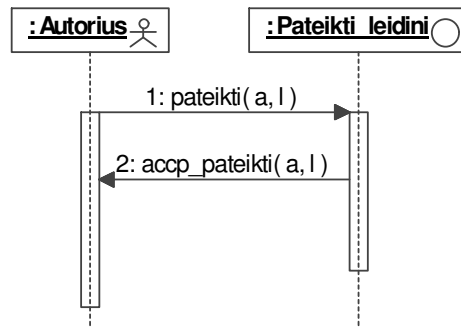 : Autorius
: Pateikti_leidini
1: pateikti( a, l )
2: accp_pateikti( a, l )